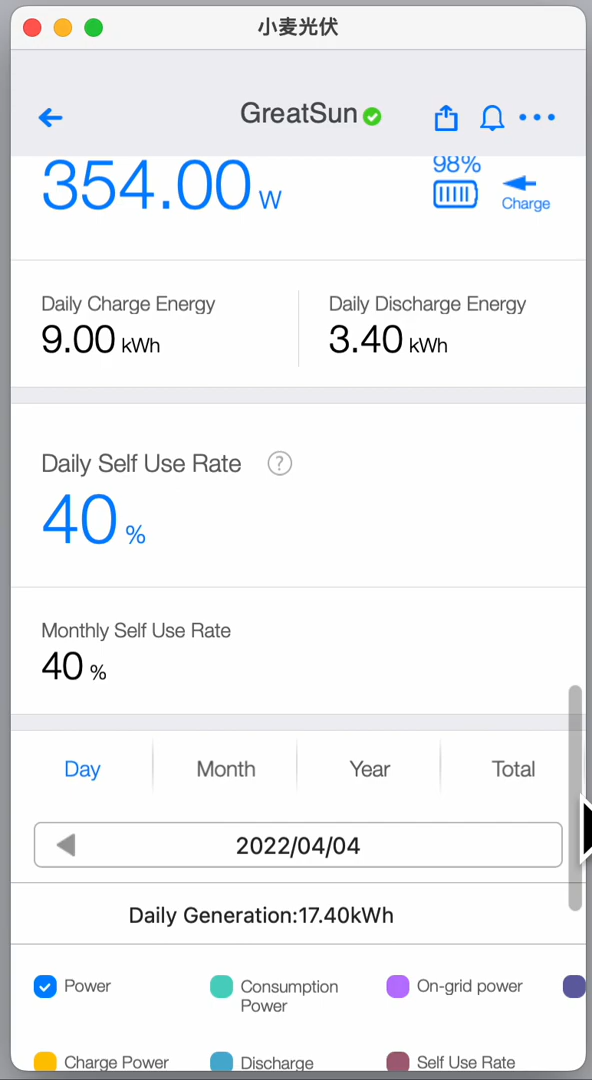 小麦光伏
GreatSun
98%
354.00 W
Charge
Daily Charge Energy
Daily Discharge Energy
9.00 kWh
3.40 kWh
Daily Self Use Rate ?
40 %
Monthly Self Use Rate
40 %
Day Month Year Total
2022/04/04
Daily Generation:17.40kWh
Power
Consumption
Power
On-grid power
Charge Power
Discharge
Self Use Rate